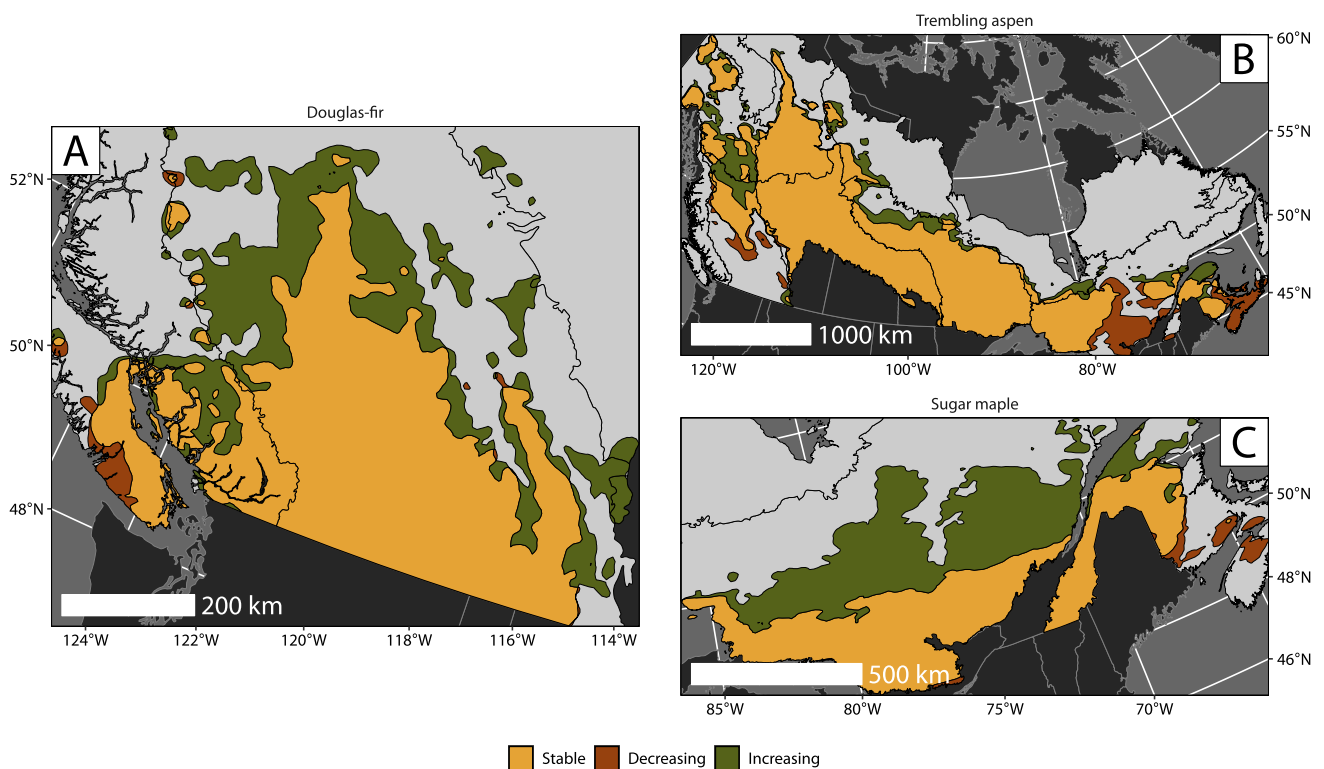 Douglas-fir
A
52°N
50°N
48°N
200 km
124°W
122°W
120°W
118°W
116°W
114°W
Trembling aspen
B
60°N
55°N
50°N
45°N
1000 km
120°W
100°W
80°W
Sugar maple
C
50°N
48°N
46°N
500 km
85°W
80°W
75°W
70°W
Stable Decreasing Increasing